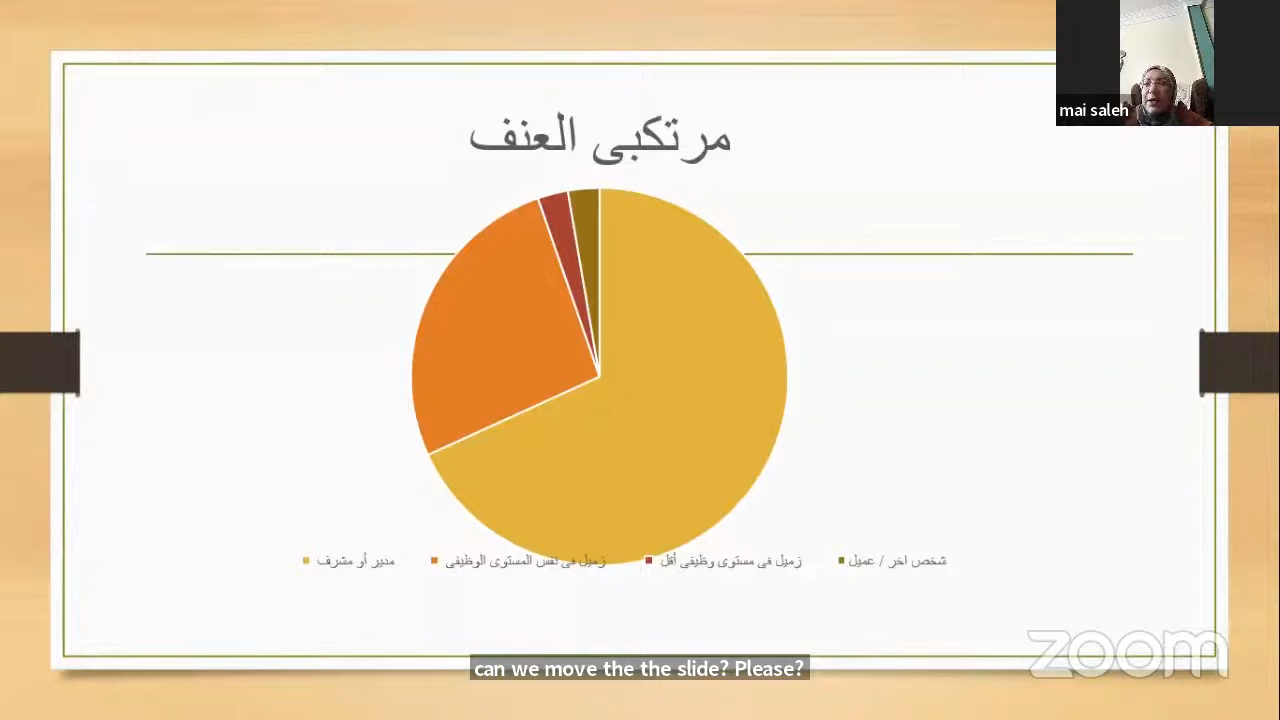 mai saleh
مرتكبى العنف
مدير أو مشرف
زميل فى نفس المستوى الوظيفى
زميل فى مستوى وظيفى أقل
شخص اخر / عميل
zoom
can we move the the slide? Please?